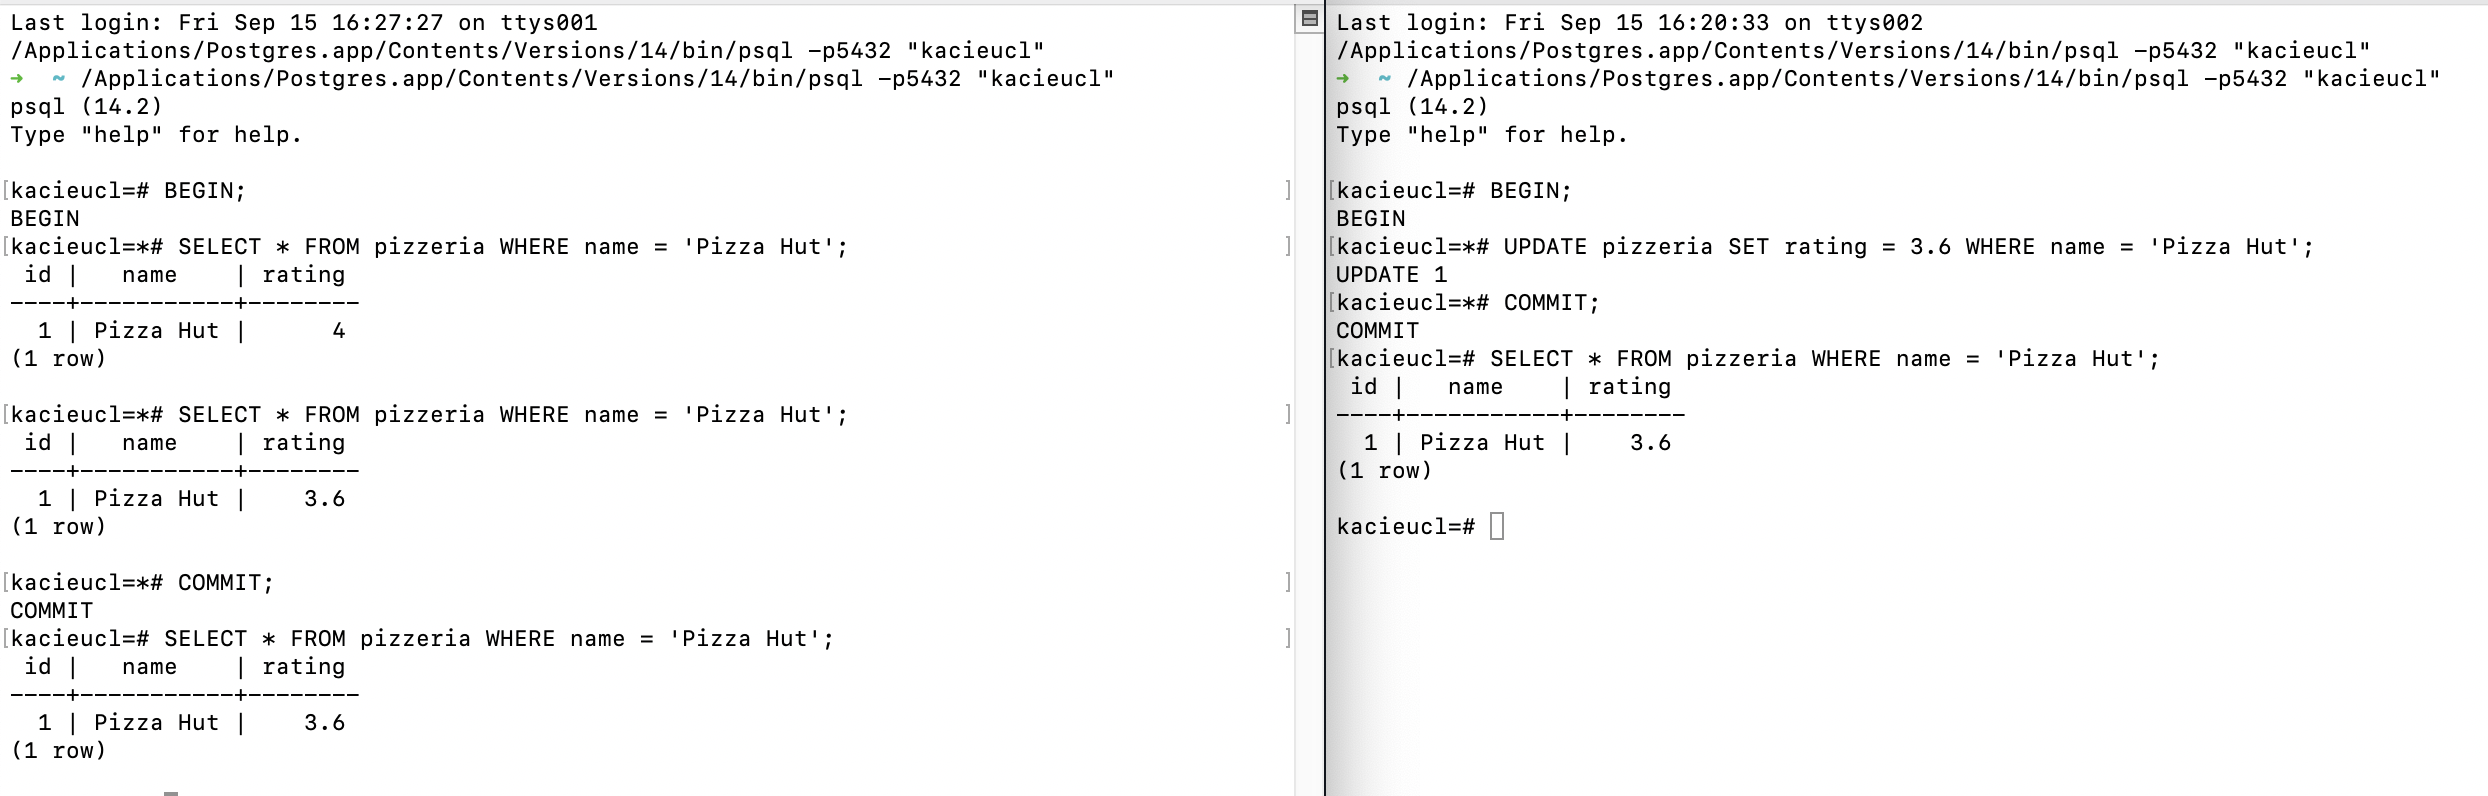 Last login: Fri Sep 15 16:27:27 on ttys001
/Applications/Postgres.app/Contents/Versions/14/bin/psql -p5432 "kacieucl"
➜  ~ /Applications/Postgres.app/Contents/Versions/14/bin/psql -p5432 "kacieucl"
psql (14.2)
Type "help" for help.

[kacieucl=# BEGIN; ]
BEGIN
[kacieucl=*# SELECT * FROM pizzeria WHERE name = 'Pizza Hut'; ]
 id |   name    | rating
----+-----------+--------
  1 | Pizza Hut |      4
(1 row)

[kacieucl=*# SELECT * FROM pizzeria WHERE name = 'Pizza Hut'; ]
 id |   name    | rating
----+-----------+--------
  1 | Pizza Hut |    3.6
(1 row)

[kacieucl=*# COMMIT; ]
COMMIT
[kacieucl=# SELECT * FROM pizzeria WHERE name = 'Pizza Hut'; ]
 id |   name    | rating
----+-----------+--------
  1 | Pizza Hut |    3.6
(1 row)

Last login: Fri Sep 15 16:20:33 on ttys002
/Applications/Postgres.app/Contents/Versions/14/bin/psql -p5432 "kacieucl"
➜  ~ /Applications/Postgres.app/Contents/Versions/14/bin/psql -p5432 "kacieucl"
psql (14.2)
Type "help" for help.

[kacieucl=# BEGIN;
BEGIN
[kacieucl=*# UPDATE pizzeria SET rating = 3.6 WHERE name = 'Pizza Hut';
UPDATE 1
[kacieucl=*# COMMIT;
COMMIT
[kacieucl=# SELECT * FROM pizzeria WHERE name = 'Pizza Hut';
 id |   name    | rating
----+-----------+--------
  1 | Pizza Hut |    3.6
(1 row)

kacieucl=#